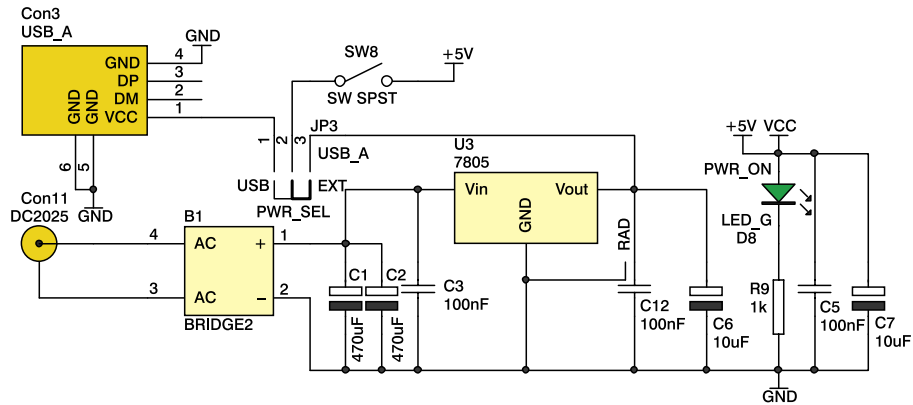 Con3
USB_A
GND
GND
4
DP
3
DM
2
VCC
1
GND
GND
6
5
GND
SW8
SW SPST
+5V
1
2
3
JP3
USB_A
USB
EXT
PWR_SEL
Con11
DC2025
B1
4
AC
+
1
3
AC
−
2
BRIDGE2
C1
470uF
C2
470uF
C3
100nF
U3
7805
Vin
Vout
GND
RAD
C12
100nF
C6
10uF
+5V
VCC
PWR_ON
LED_G
D8
R9
1k
C5
100nF
C7
10uF
GND